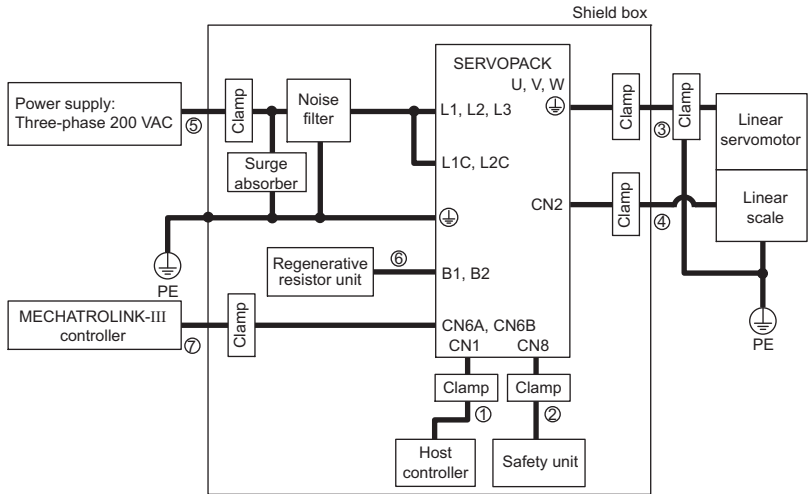 Shield box
SERVOPACK
U, V, W
Power supply:
Three-phase 200 VAC
⑤
Clamp
Noise
filter
L1, L2, L3
Clamp
③
Clamp
Linear
servomotor
Surge
absorber
L1C, L2C
CN2
Clamp
④
Linear
scale
PE
Regenerative
resistor unit
⑥
B1, B2
MECHATROLINK-III
controller
⑦
Clamp
CN6A, CN6B
CN1
CN8
PE
Clamp
Clamp
①
②
Host
controller
Safety unit